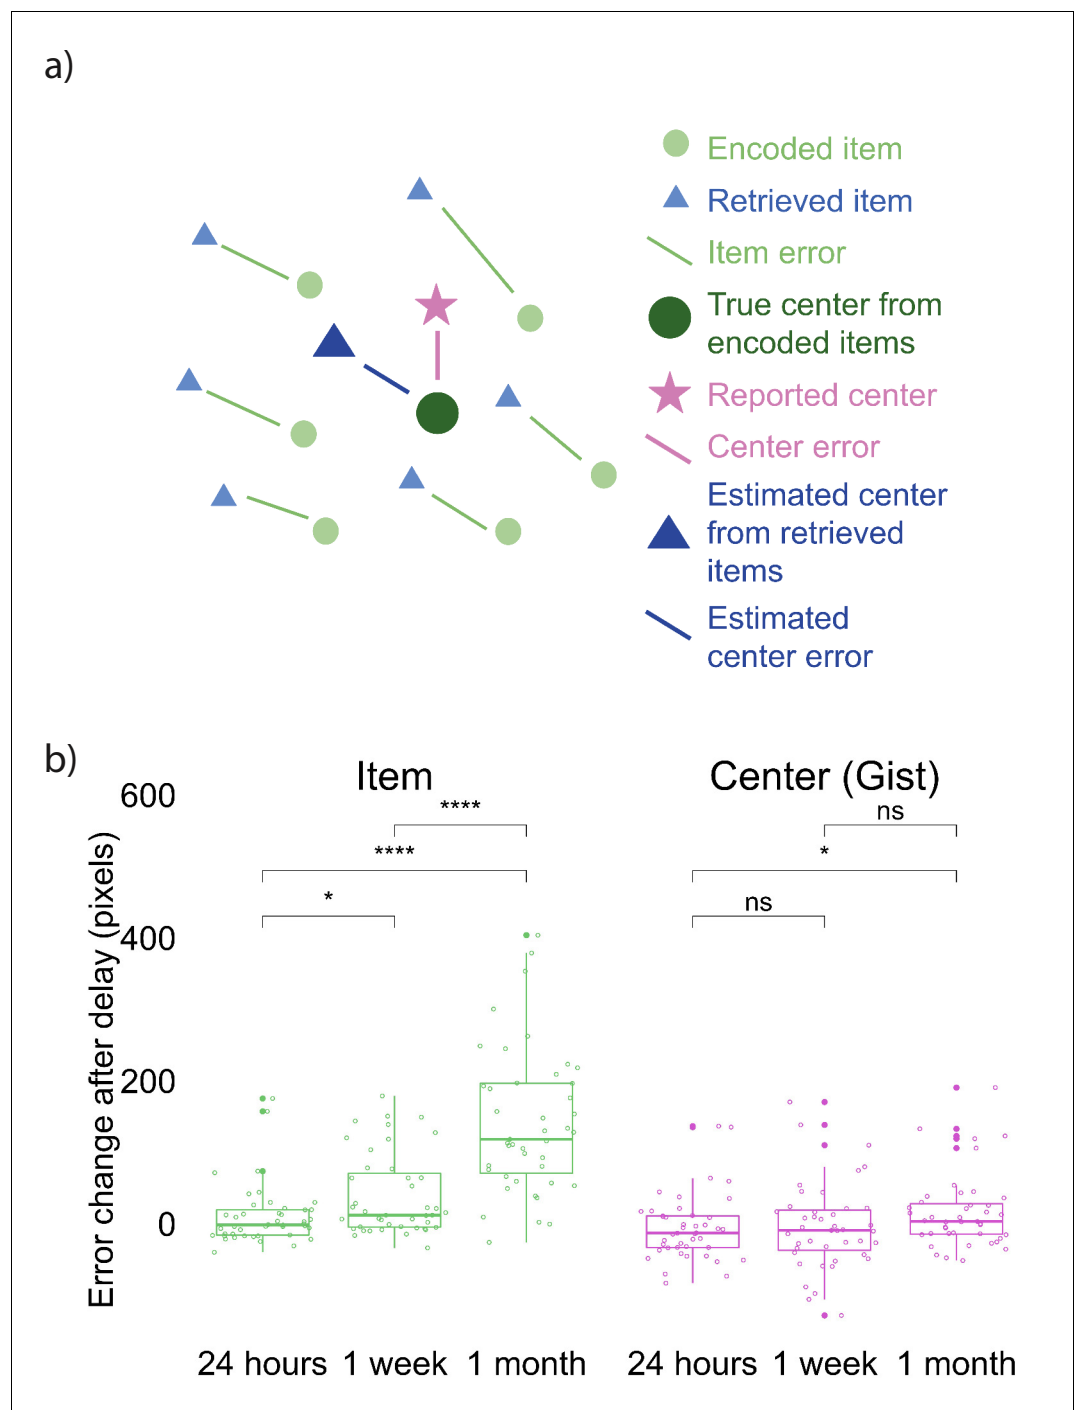 a)
Encoded item
Retrieved item
Item error
True center from
encoded items
Reported center
Center error
Estimated center
from retrieved
items
Estimated
center error
b)
Item
Center (Gist)
600
400
200
0
Error change after delay (pixels)
****
****
*
ns
*
ns
24 hours
1 week
1 month
24 hours
1 week
1 month